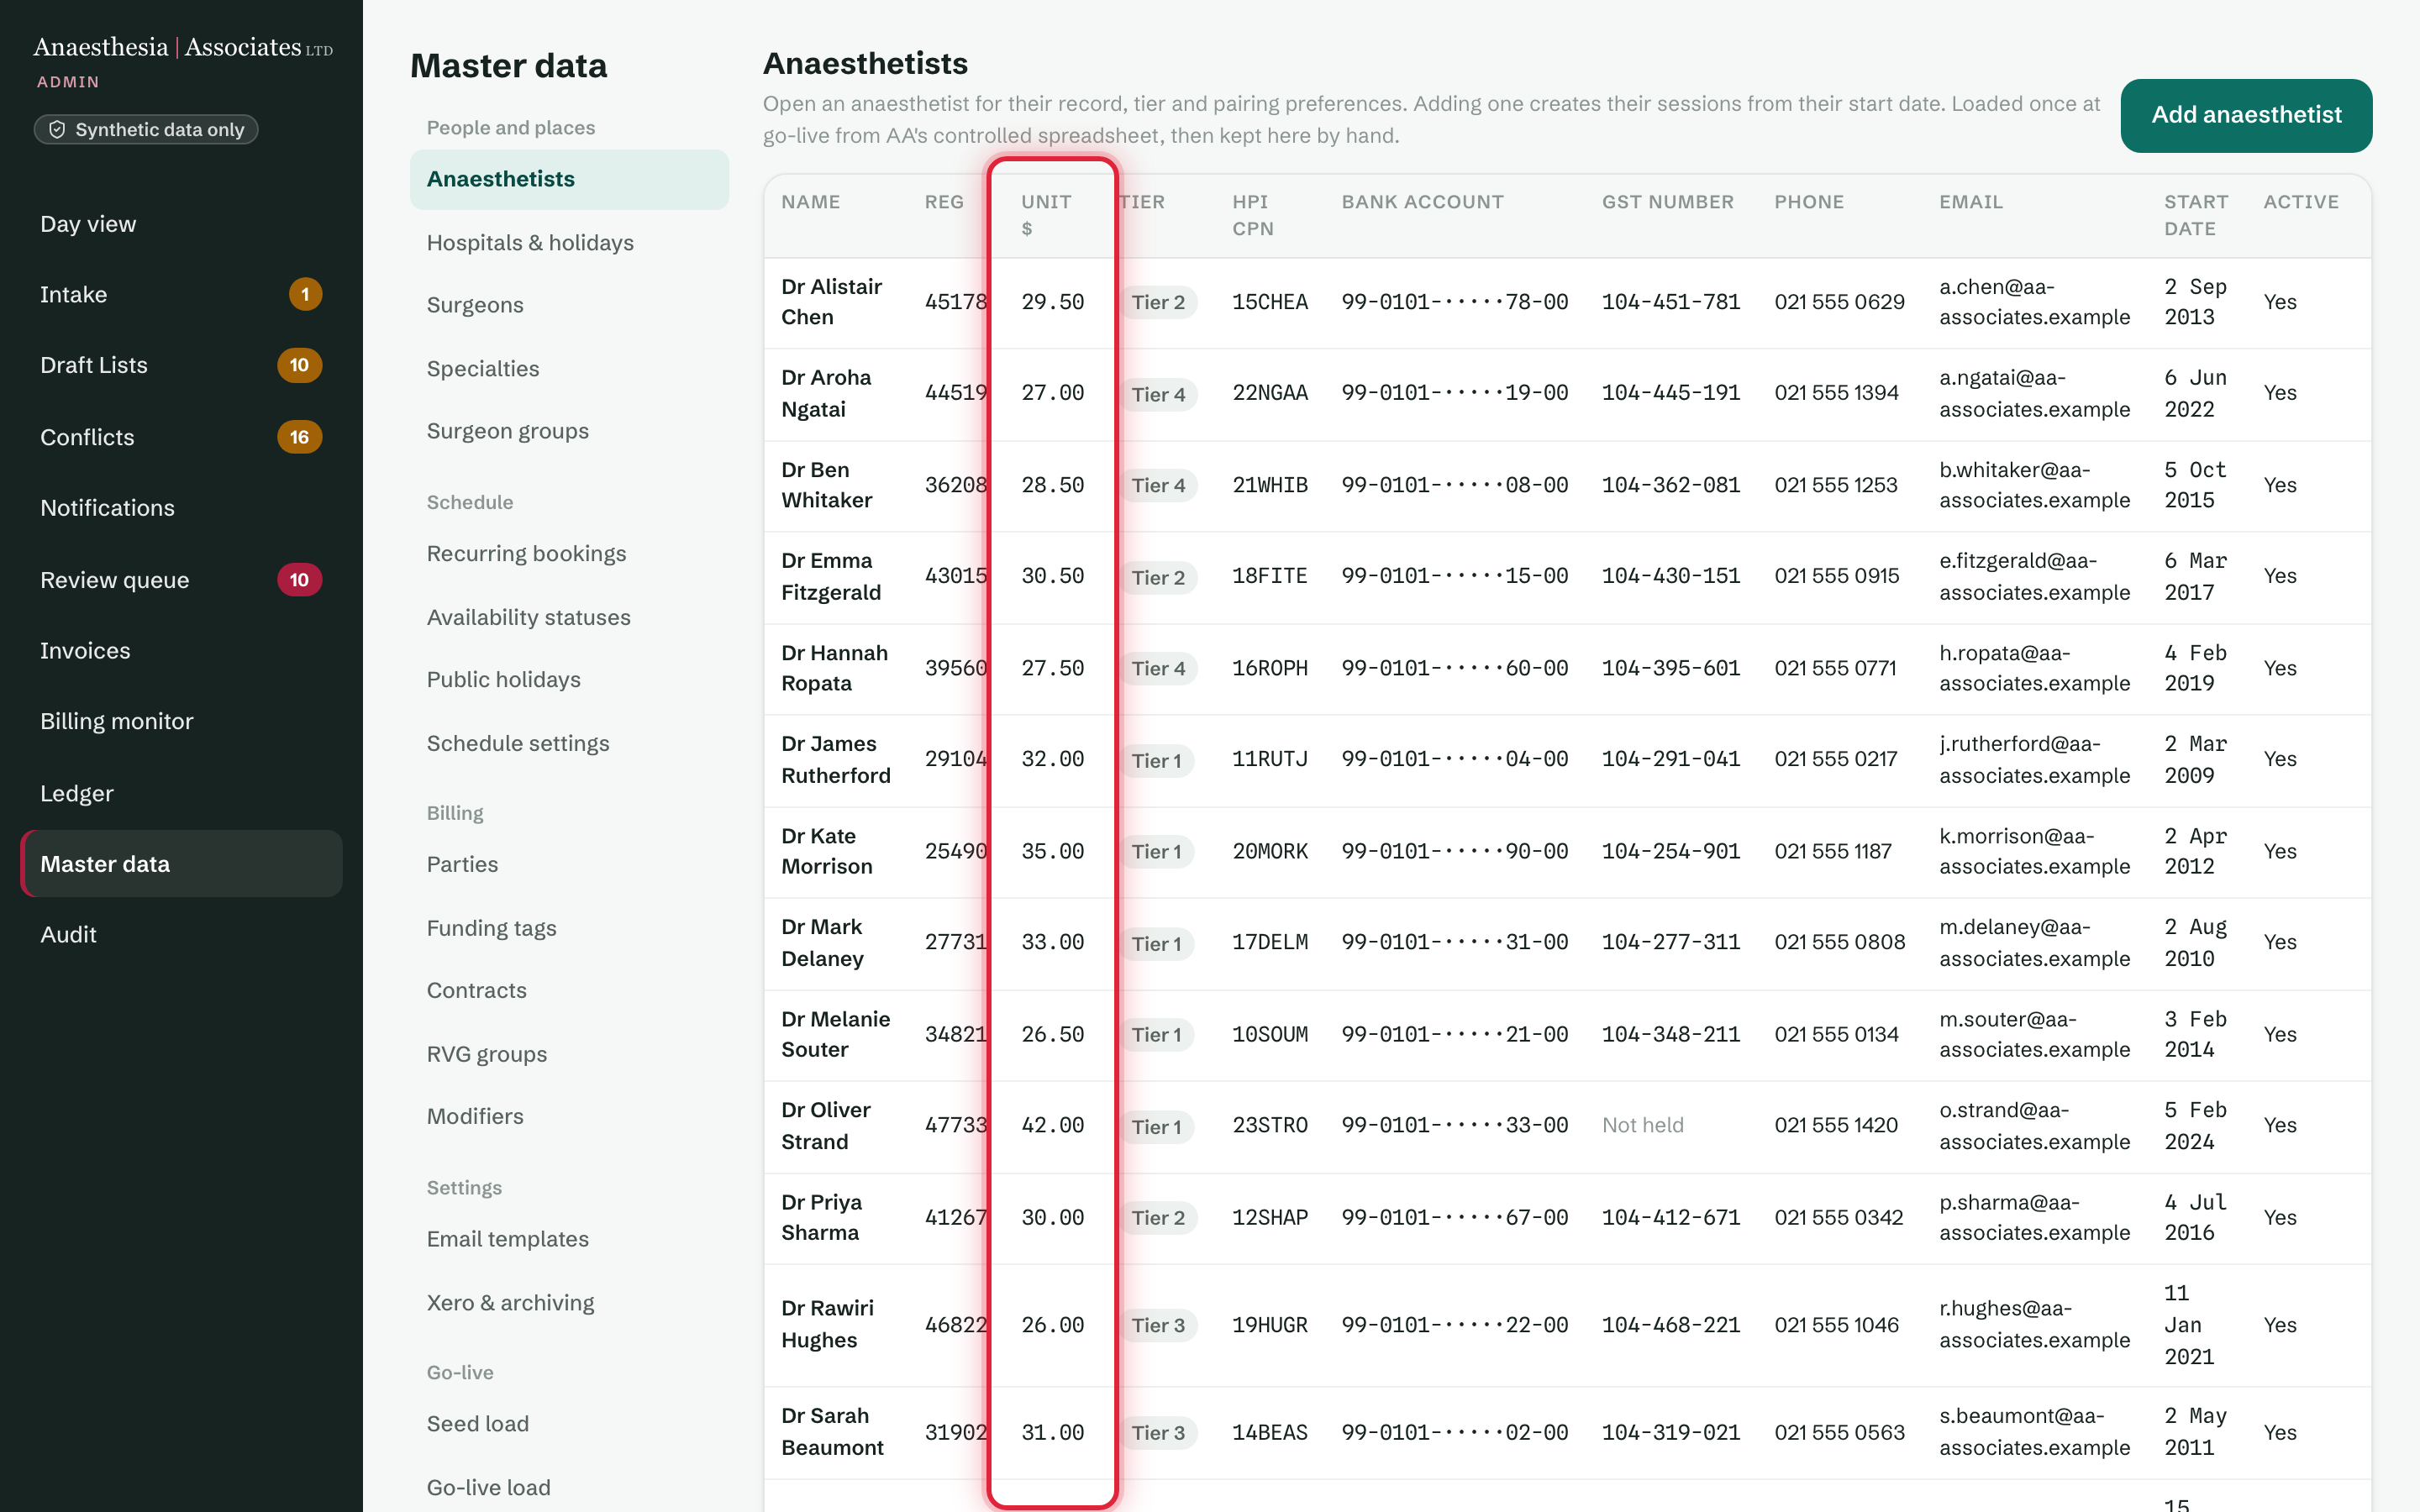 Anaesthesia | Associates LTD
ADMIN
Synthetic data only
Day view
Intake 1
Draft Lists 10
Conflicts 16
Notifications
Review queue 10
Invoices
Billing monitor
Ledger
Master data
Audit
Master data
People and places
Anaesthetists
Hospitals & holidays
Surgeons
Specialties
Surgeon groups
Schedule
Recurring bookings
Availability statuses
Public holidays
Schedule settings
Billing
Parties
Funding tags
Contracts
RVG groups
Modifiers
Settings
Email templates
Xero & archiving
Go-live
Seed load
Go-live load
Anaesthetists
Open an anaesthetist for their record, tier and pairing preferences. Adding one creates their sessions from their start date. Loaded once at
go-live from AA's controlled spreadsheet, then kept here by hand.
Add anaesthetist
NAME REG UNIT $ TIER HPI CPN BANK ACCOUNT GST NUMBER PHONE EMAIL START DATE ACTIVE
Dr Alistair Chen 45178 29.50 Tier 2 15CHEA 99-0101-·····78-00 104-451-781 021 555 0629 a.chen@aa-associates.example 2 Sep 2013 Yes
Dr Aroha Ngatai 44519 27.00 Tier 4 22NGAA 99-0101-·····19-00 104-445-191 021 555 1394 a.ngatai@aa-associates.example 6 Jun 2022 Yes
Dr Ben Whitaker 36208 28.50 Tier 4 21WHIB 99-0101-·····08-00 104-362-081 021 555 1253 b.whitaker@aa-associates.example 5 Oct 2015 Yes
Dr Emma Fitzgerald 43015 30.50 Tier 2 18FITE 99-0101-·····15-00 104-430-151 021 555 0915 e.fitzgerald@aa-associates.example 6 Mar 2017 Yes
Dr Hannah Ropata 39560 27.50 Tier 4 16ROPH 99-0101-·····60-00 104-395-601 021 555 0771 h.ropata@aa-associates.example 4 Feb 2019 Yes
Dr James Rutherford 29104 32.00 Tier 1 11RUTJ 99-0101-·····04-00 104-291-041 021 555 0217 j.rutherford@aa-associates.example 2 Mar 2009 Yes
Dr Kate Morrison 25490 35.00 Tier 1 20MORK 99-0101-·····90-00 104-254-901 021 555 1187 k.morrison@aa-associates.example 2 Apr 2012 Yes
Dr Mark Delaney 27731 33.00 Tier 1 17DELM 99-0101-·····31-00 104-277-311 021 555 0808 m.delaney@aa-associates.example 2 Aug 2010 Yes
Dr Melanie Souter 34821 26.50 Tier 1 10SOUM 99-0101-·····21-00 104-348-211 021 555 0134 m.souter@aa-associates.example 3 Feb 2014 Yes
Dr Oliver Strand 47733 42.00 Tier 1 23STRO 99-0101-·····33-00 Not held 021 555 1420 o.strand@aa-associates.example 5 Feb 2024 Yes
Dr Priya Sharma 41267 30.00 Tier 2 12SHAP 99-0101-·····67-00 104-412-671 021 555 0342 p.sharma@aa-associates.example 4 Jul 2016 Yes
Dr Rawiri Hughes 46822 26.00 Tier 3 19HUGR 99-0101-·····22-00 104-468-221 021 555 1046 r.hughes@aa-associates.example 11 Jan 2021 Yes
Dr Sarah Beaumont 31902 31.00 Tier 3 14BEAS 99-0101-·····02-00 104-319-021 021 555 0563 s.beaumont@aa-associates.example 2 May 2011 Yes
15